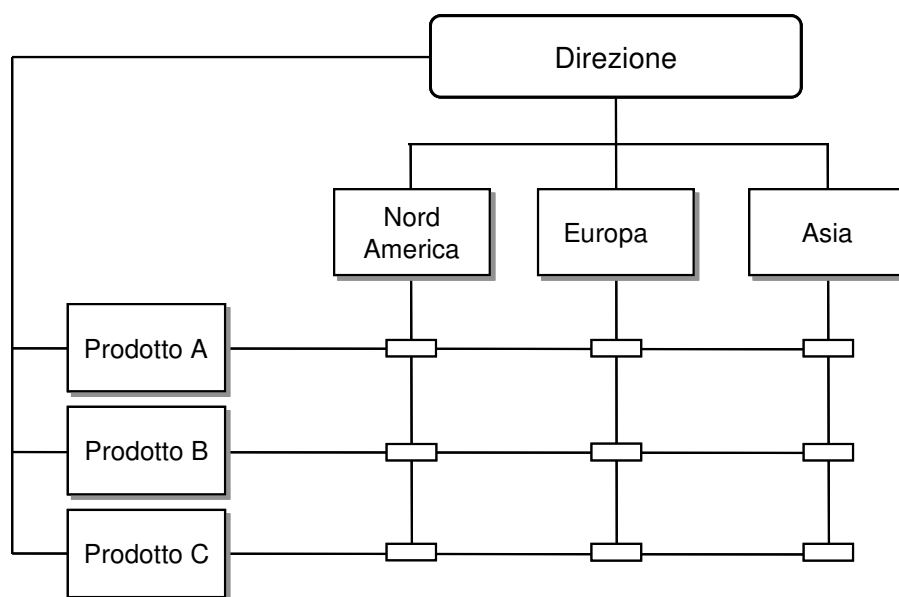 Direzione
Nord
America
Europa
Asia
Prodotto A
Prodotto B
Prodotto C